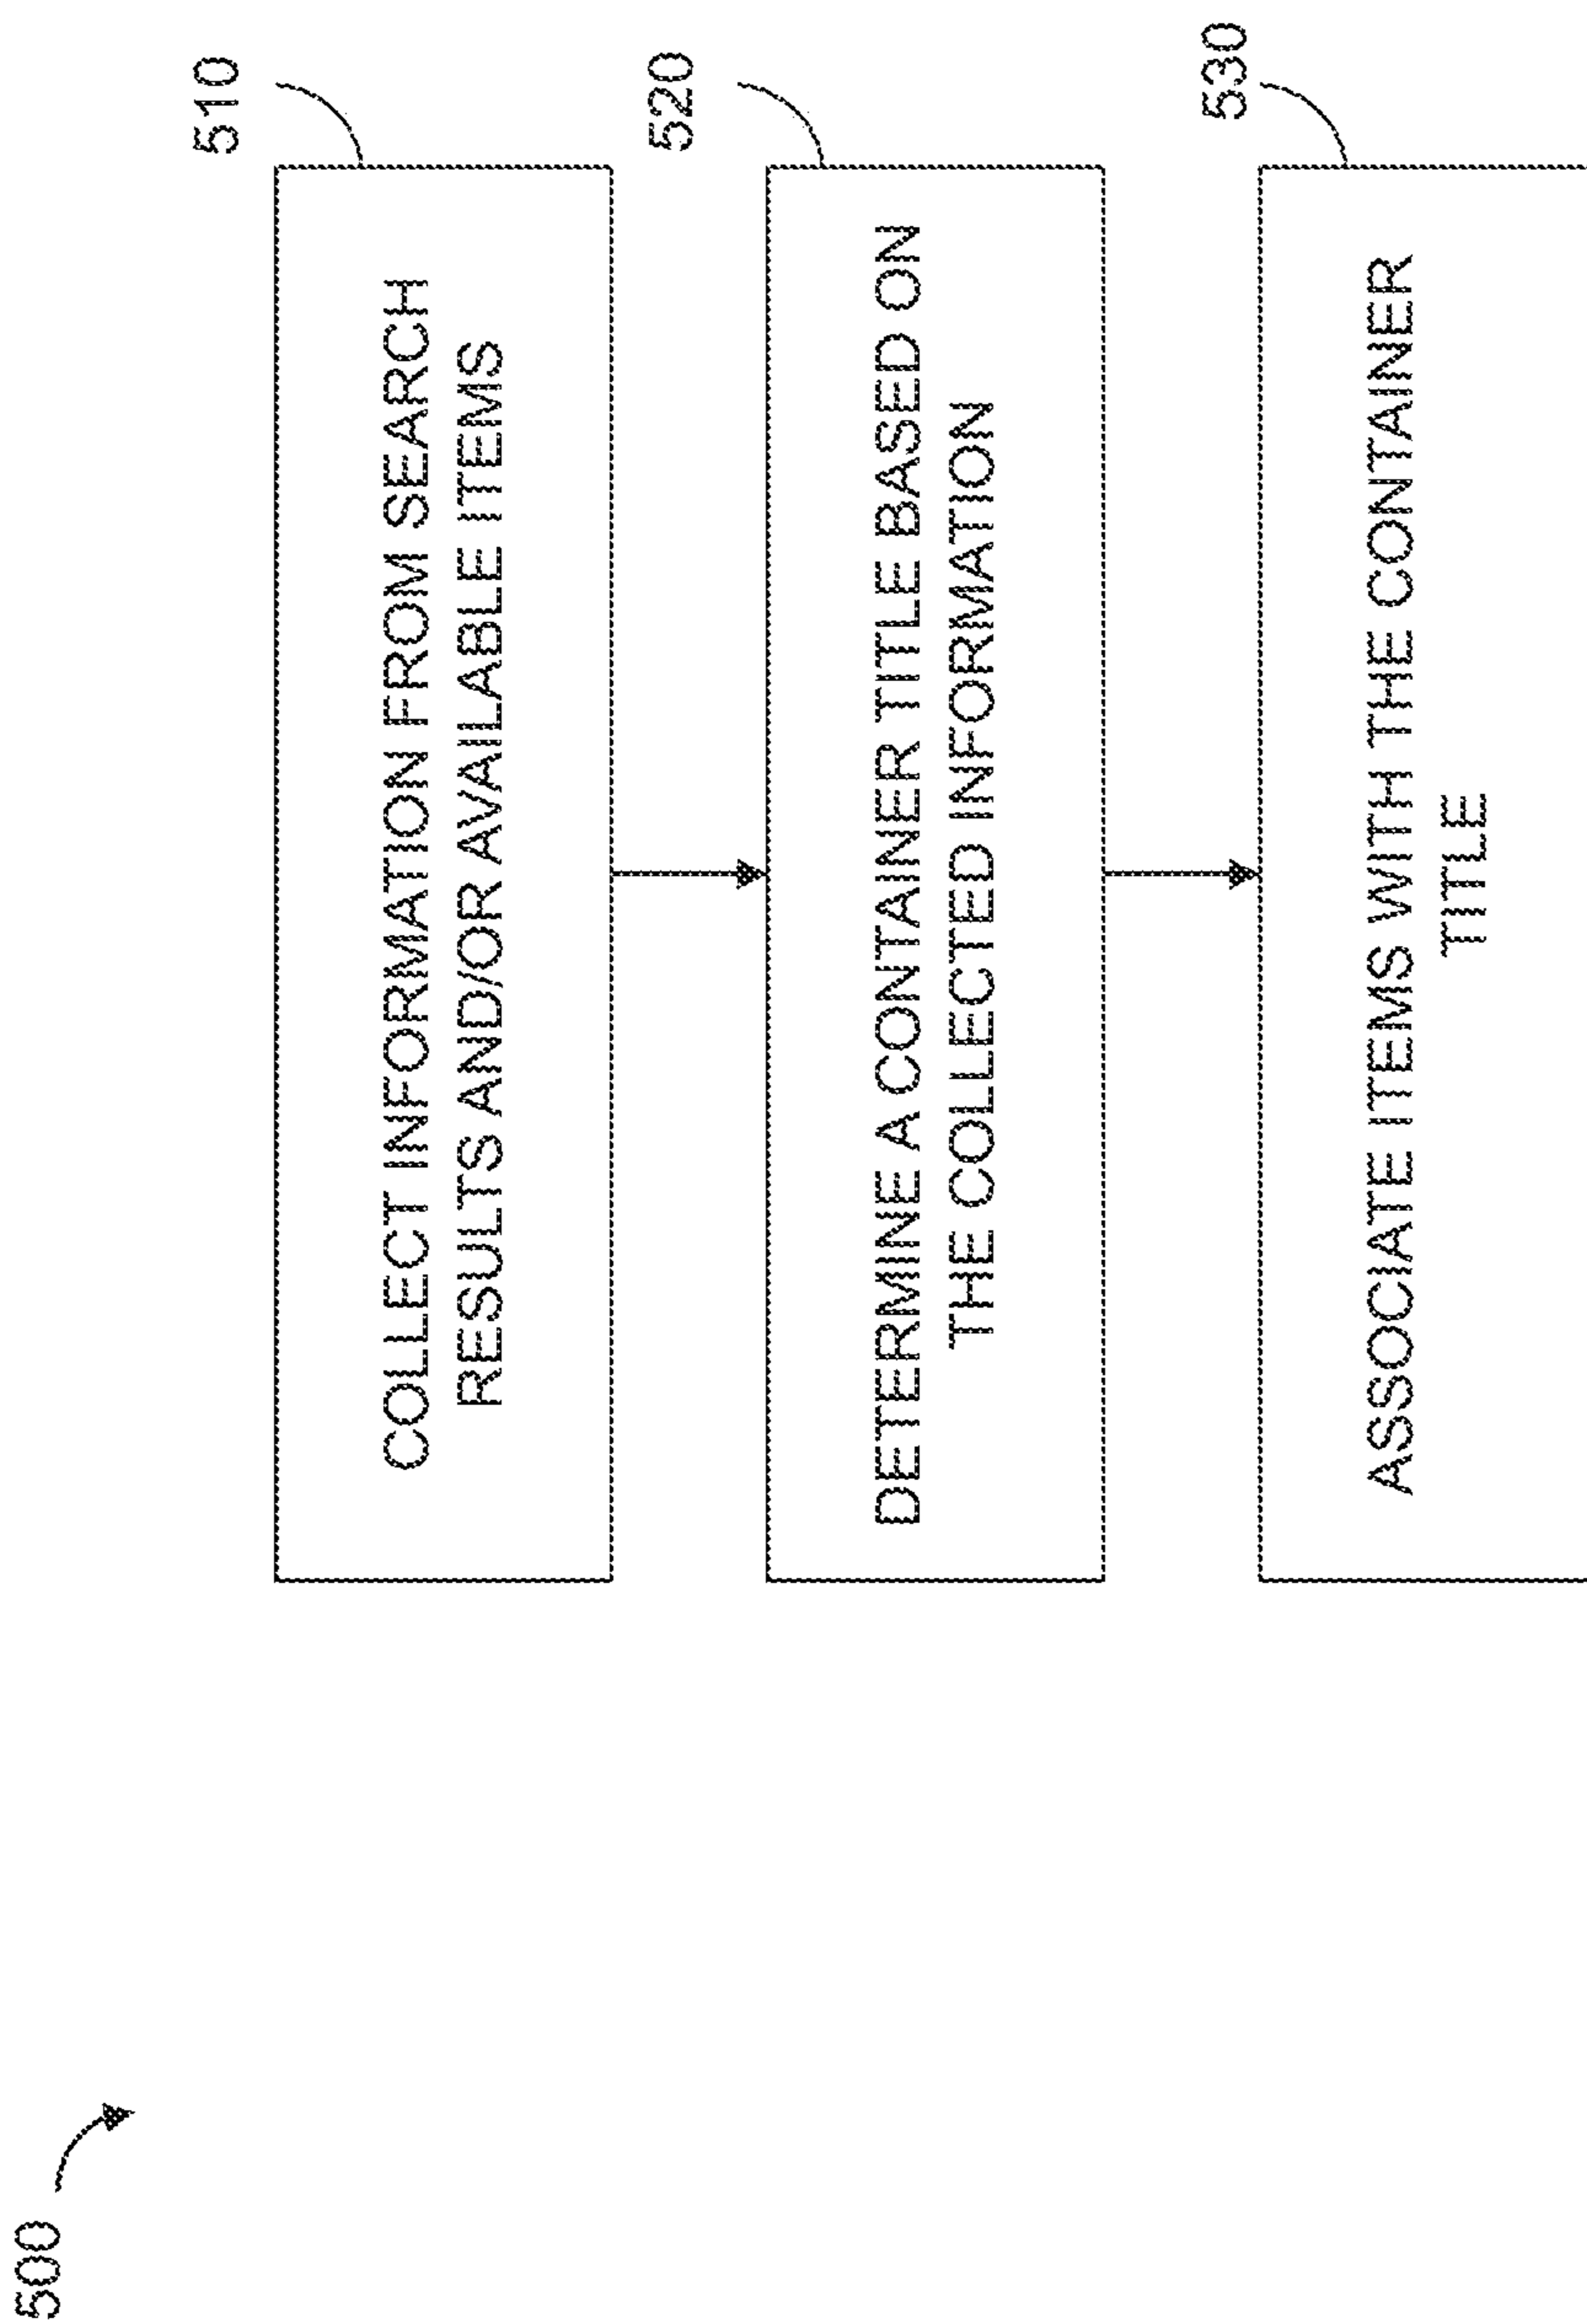 500
510
COLLECT INFORMATION FROM SEARCH
RESULTS AND/OR AVAILABLE ITEMS
520
DETERMINE A CONTAINER TITLE BASED ON
THE COLLECTED INFORMATION
530
ASSOCIATE ITEMS WITH THE CONTAINER
TITLE